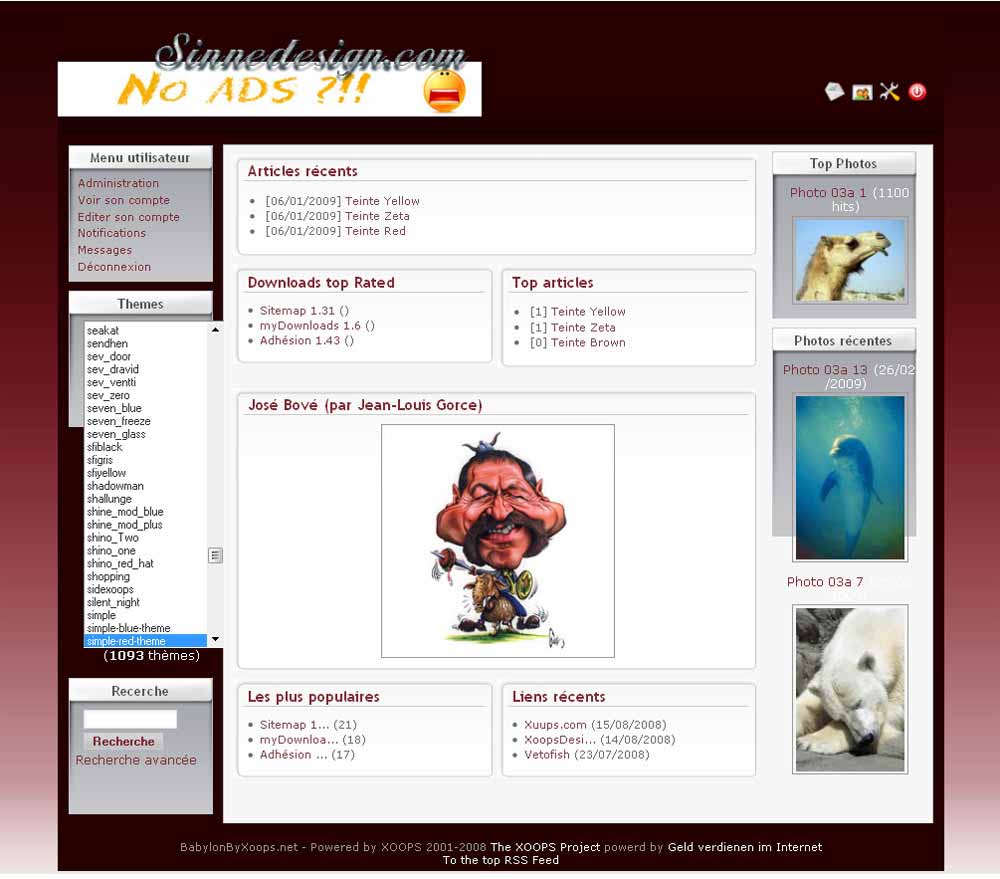 Sinnedesign.com
No ADS ?!!
Menu utilisateur
Administration
Voir son compte
Editer son compte
Notifications
Messages
Déconnexion
Themes
seakat
sendhen
sev_door
sev_dravid
sev_ventti
sev_zero
seven_blue
seven_freeze
seven_glass
sfiblack
sfigris
sfiyellow
shadowman
shallunge
shine_mod_blue
shine_mod_plus
shino_Two
shino_one
shino_red_hat
shopping
sidexoops
silent_night
simple
simple-blue-theme
simple-red-theme
(1093 thèmes)
Recerche
Recherche
Recherche avancée
Articles récents
[06/01/2009] Teinte Yellow
[06/01/2009] Teinte Zeta
[06/01/2009] Teinte Red
Downloads top Rated
Sitemap 1.31 ()
myDownloads 1.6 ()
Adhésion 1.43 ()
Top articles
[1] Teinte Yellow
[1] Teinte Zeta
[0] Teinte Brown
José Bové (par Jean-Louis Gorce)
Les plus populaires
Sitemap 1... (21)
myDownloa... (18)
Adhésion ... (17)
Liens récents
Xuups.com (15/08/2008)
XoopsDesi... (14/08/2008)
Vetofish (23/07/2008)
Top Photos
Photo 03a 1 (1100
hits)
Photos récentes
Photo 03a 13 (26/02
/2009)
Photo 03a 7
BabylonByXoops.net - Powered by XOOPS 2001-2008 The XOOPS Project powerd by Geld verdienen im Internet
To the top RSS Feed